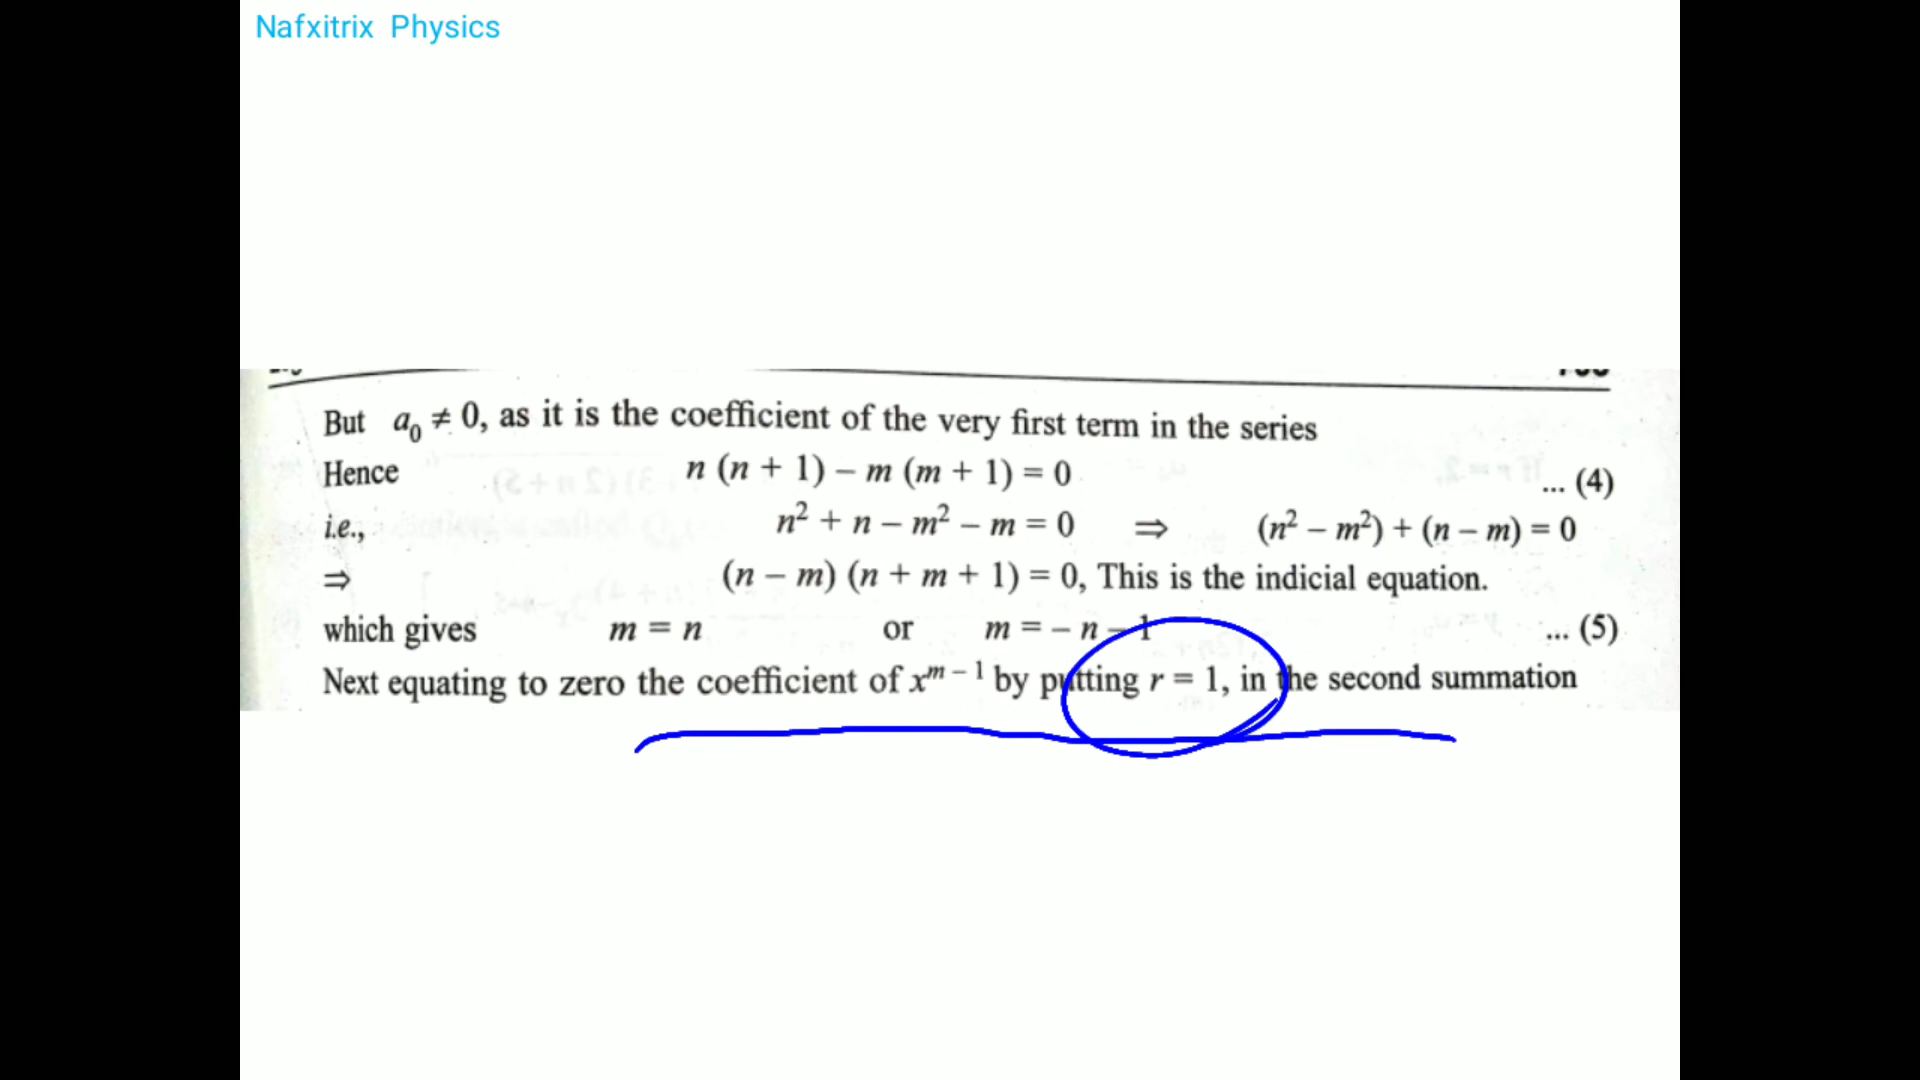 Nafxitrix Physics
But a₀ ≠ 0, as it is the coefficient of the very first term in the series
Hence n (n + 1) – m (m + 1) = 0 ... (4)
i.e., n² + n – m² – m = 0 ⇒ (n² – m²) + (n – m) = 0
⇒ (n – m) (n + m + 1) = 0, This is the indicial equation.
which gives m = n or m = – n – 1 ... (5)
Next equating to zero the coefficient of xᵐ⁻¹ by putting r = 1, in the second summation